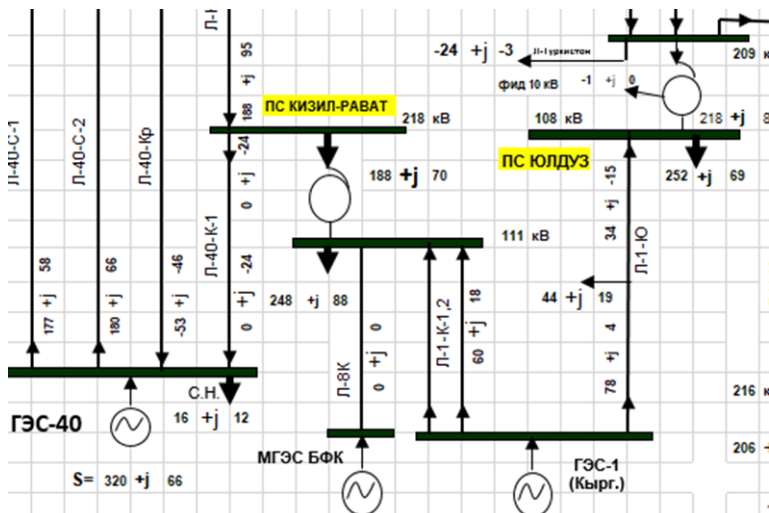 Л-40-С-1
Л-40-С-2
Л-40-Кр
188 +j 95
-24 +j -3
Л-1-Туркистон
209 к
фид 10 кВ
-1 +j 0
ПС КИЗИЛ-РАВАТ
218 кВ
108 кВ
218 +j 8
ПС ЮЛДУЗ
188 +j 70
252 +j 69
0 +j -24
34 +j -15
Л-1-Ю
111 кВ
Л-40-К-1
177 +j 58
180 +j 66
-53 +j -46
0 +j -24
248 +j 88
44 +j 19
Л-1-К-1,2
60 +j 18
Л-8К
0 +j 0
78 +j 4
С.Н.
216 к
ГЭС-40
16 +j 12
МГЭС БФК
206 +
ГЭС-1
(Кырг.)
S= 320 +j 66